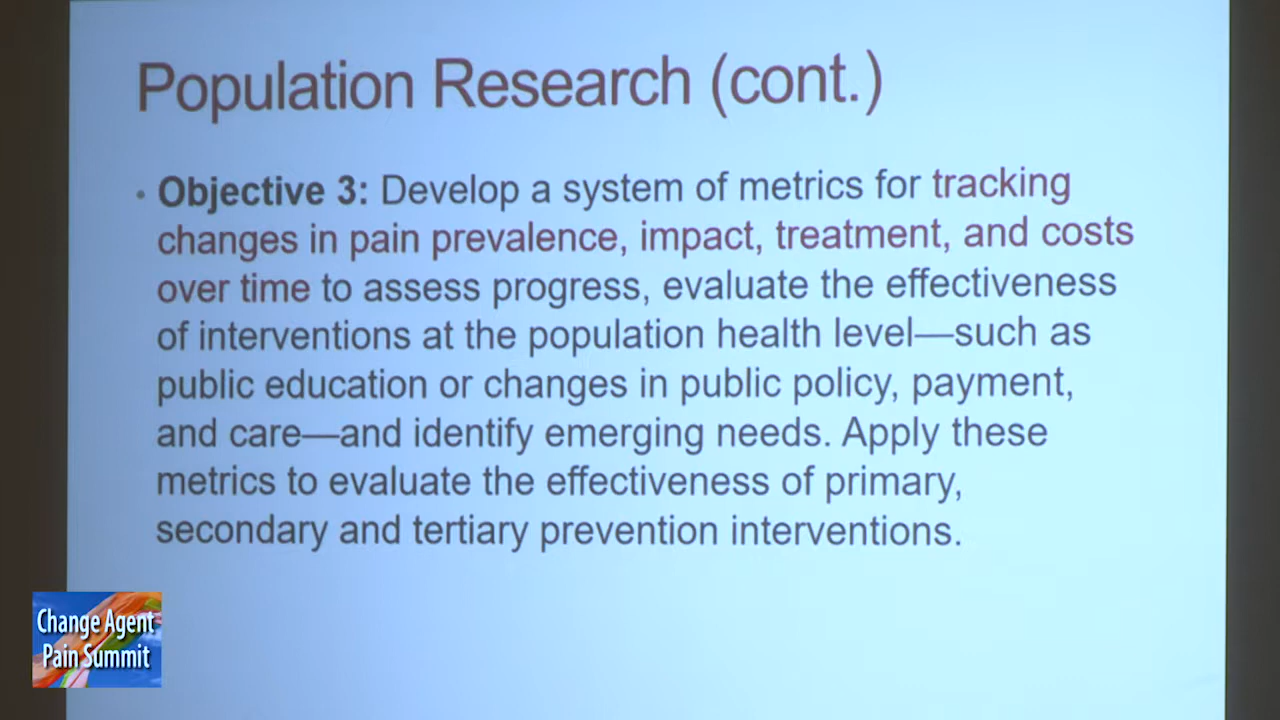 Population Research (cont.)
• Objective 3: Develop a system of metrics for tracking
changes in pain prevalence, impact, treatment, and costs
over time to assess progress, evaluate the effectiveness
of interventions at the population health level—such as
public education or changes in public policy, payment,
and care—and identify emerging needs. Apply these
metrics to evaluate the effectiveness of primary,
secondary and tertiary prevention interventions.
Change Agent
Pain Summit